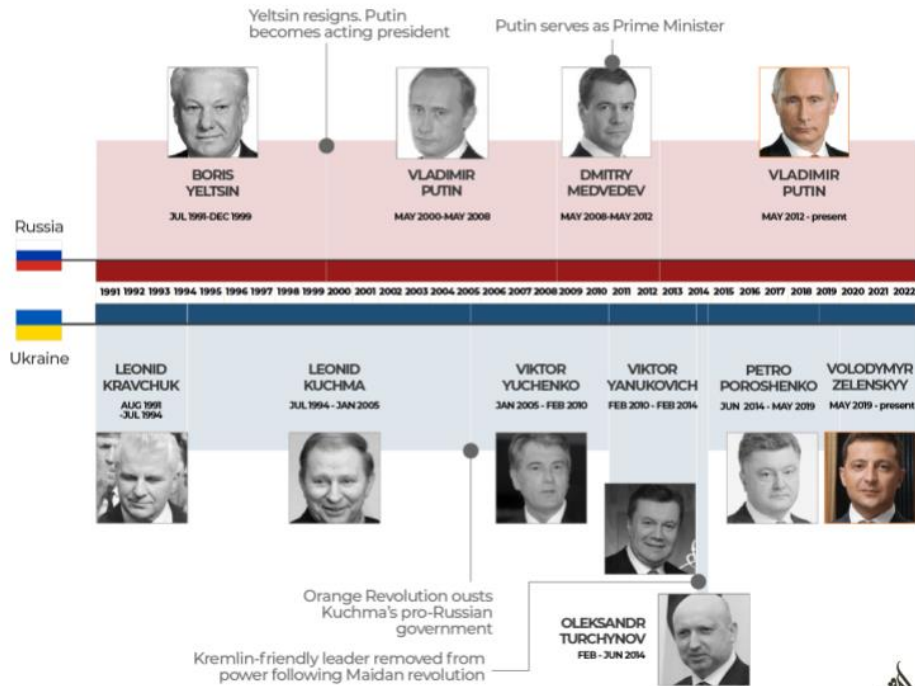 Yeltsin resigns. Putin
becomes acting president
Putin serves as Prime Minister
BORIS
YELTSIN
JUL 1991-DEC 1999
VLADIMIR
PUTIN
MAY 2000-MAY 2008
DMITRY
MEDVEDEV
MAY 2008-MAY 2012
VLADIMIR
PUTIN
MAY 2012 - present
Russia
1991 1992 1993 1994 1995 1996 1997 1998 1999 2000 2001 2002 2003 2004 2005 2006 2007 2008 2009 2010 2011 2012 2013 2014 2015 2016 2017 2018 2019 2020 2021 2022
Ukraine
LEONID
KRAVCHUK
AUG 1991
-JUL 1994
LEONID
KUCHMA
JUL 1994 - JAN 2005
VIKTOR
YUCHENKO
JAN 2005 - FEB 2010
VIKTOR
YANUKOVICH
FEB 2010 - FEB 2014
PETRO
POROSHENKO
JUN 2014 - MAY 2019
VOLODYMYR
ZELENSKYY
MAY 2019 - present
Orange Revolution ousts
Kuchma's pro-Russian
government
OLEKSANDR
TURCHYNOV
FEB - JUN 2014
Kremlin-friendly leader removed from
power following Maidan revolution